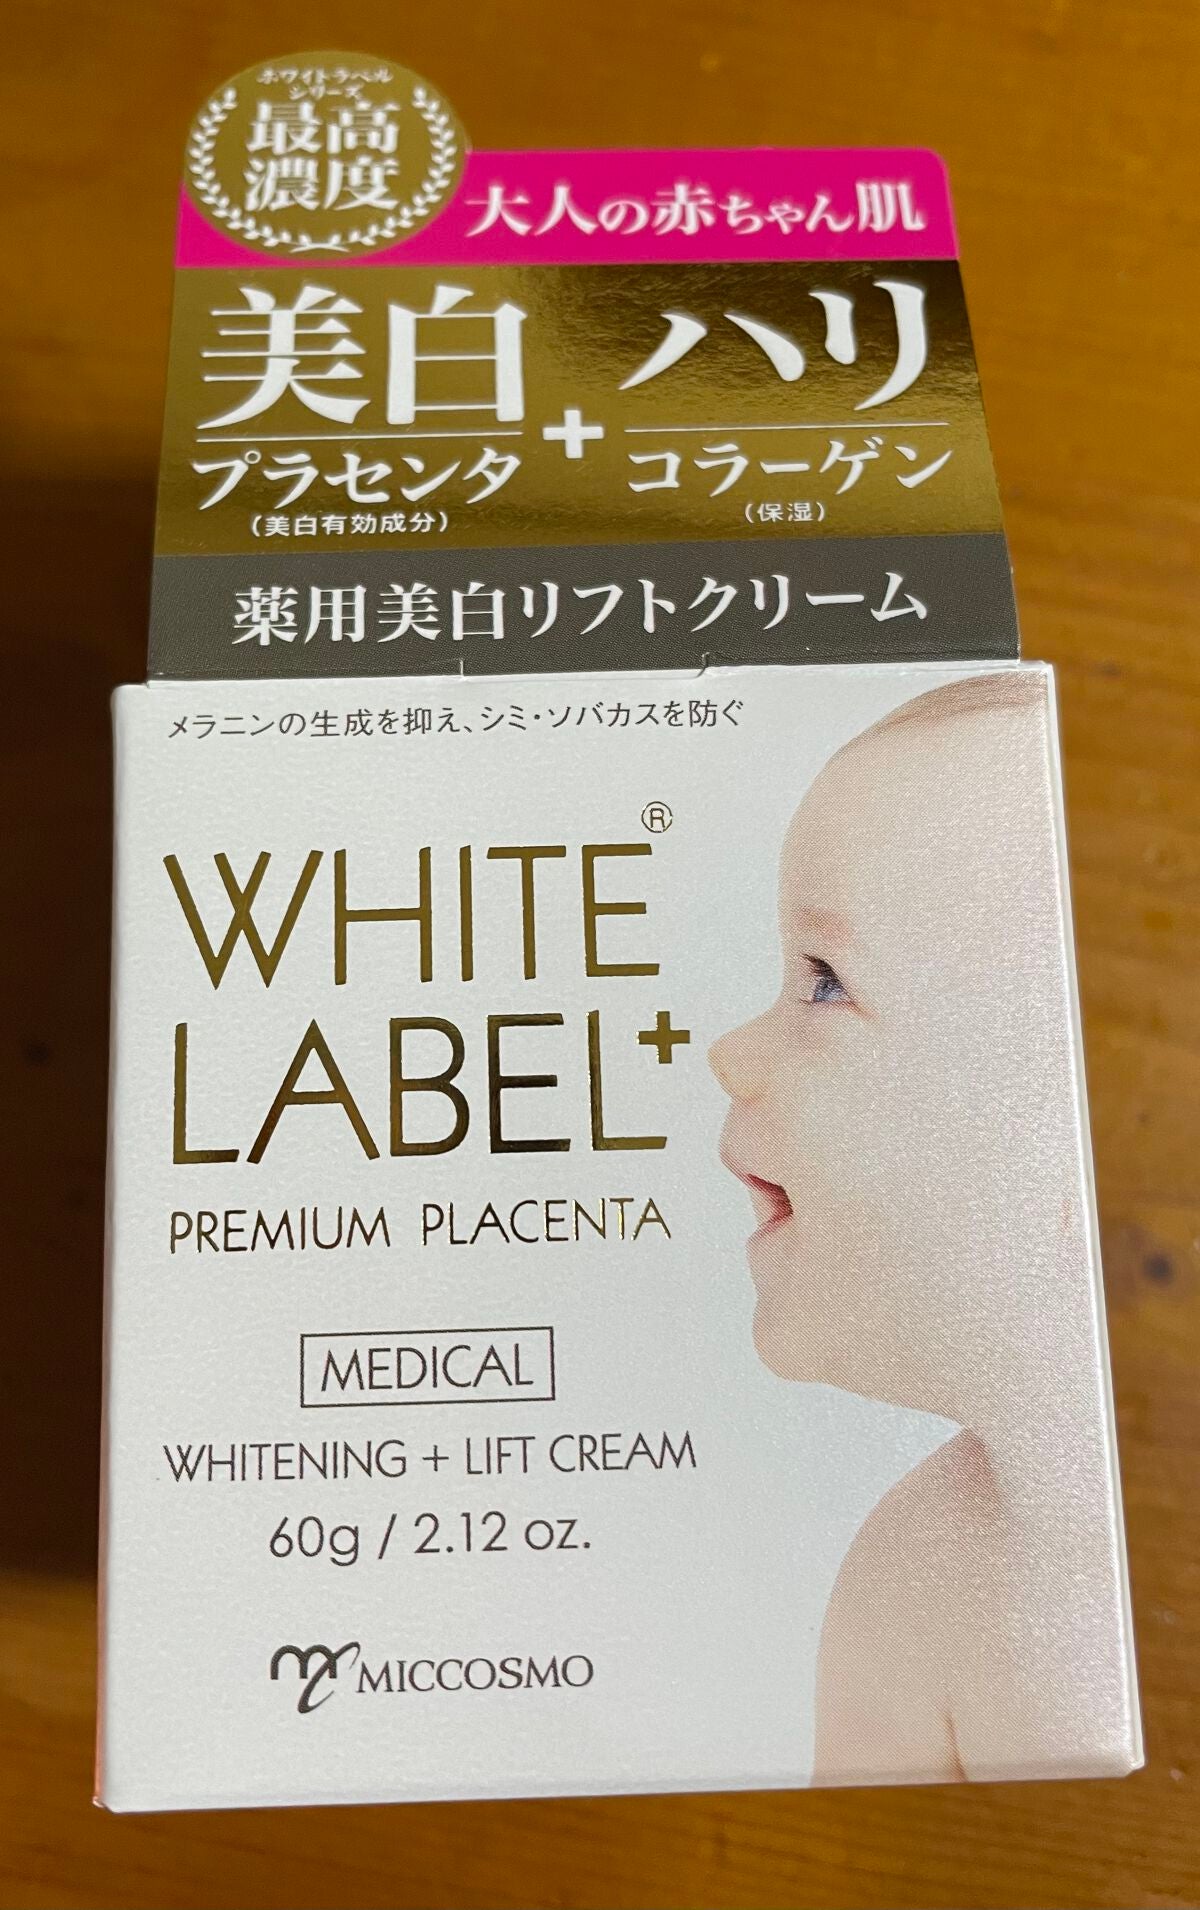 ホワイトラベル
シリーズ
最高
濃度
大人の赤ちゃん肌
美白 + ハリ
プラセンタ コラーゲン
(美白有効成分) (保湿)
薬用美白リフトクリーム
メラニンの生成を抑え、シミ・ソバカスを防ぐ
WHITE®
LABEL+
PREMIUM PLACENTA
MEDICAL
WHITENING + LIFT CREAM
60g / 2.12 oz.
MICCOSMO